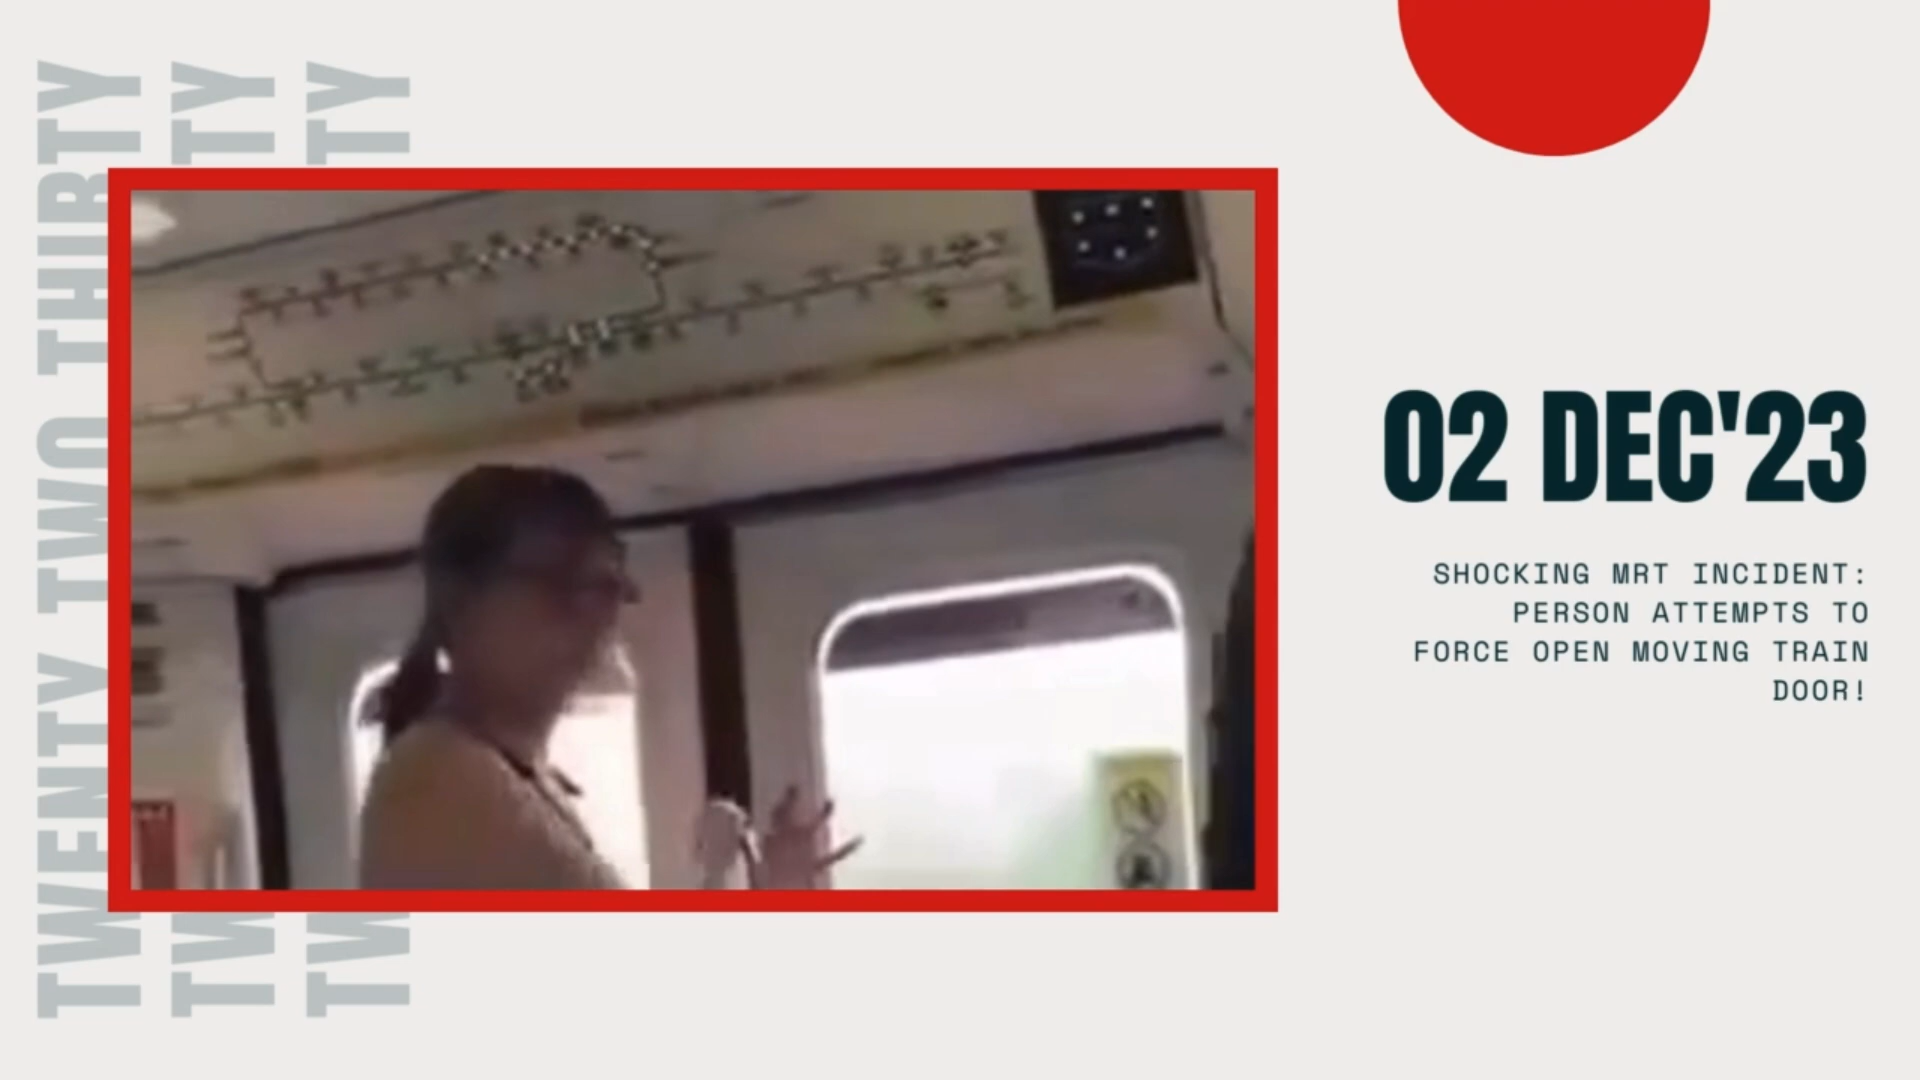 TWENTY TWO THIRTY
02 DEC'23
SHOCKING MRT INCIDENT:
PERSON ATTEMPTS TO
FORCE OPEN MOVING TRAIN
DOOR!